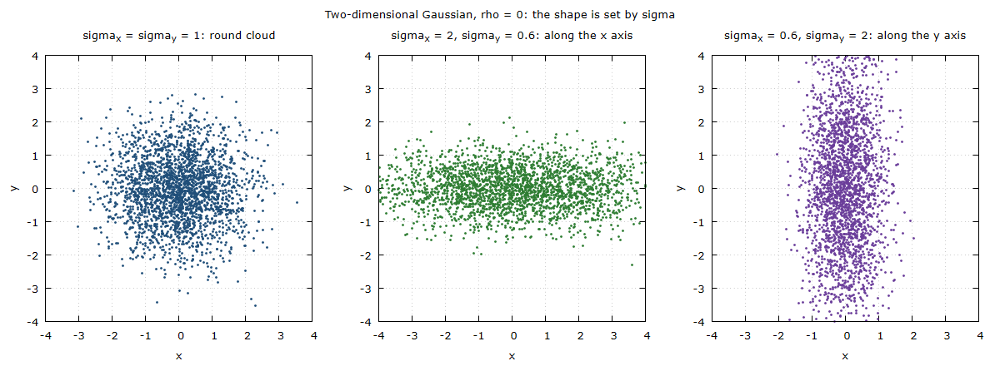 Two-dimensional Gaussian, rho = 0: the shape is set by sigma
sigmax = sigmay = 1: round cloud
sigmax = 2, sigmay = 0.6: along the x axis
sigmax = 0.6, sigmay = 2: along the y axis
4
3
2
1
0
-1
-2
-3
-4
y
-4 -3 -2 -1 0 1 2 3 4
x
4
3
2
1
0
-1
-2
-3
-4
y
-4 -3 -2 -1 0 1 2 3 4
x
4
3
2
1
0
-1
-2
-3
-4
y
-4 -3 -2 -1 0 1 2 3 4
x